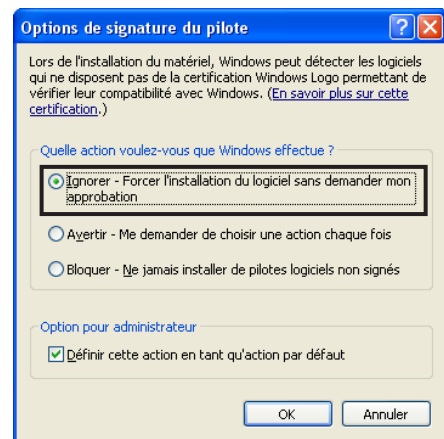 Options de signature du pilote
Lors de l'installation du matériel, Windows peut détecter les logiciels
qui ne disposent pas de la certification Windows Logo permettant de
vérifier leur compatibilité avec Windows. (En savoir plus sur cette
certification.)
Quelle action voulez-vous que Windows effectue ?
Ignorer - Forcer l'installation du logiciel sans demander mon
approbation
Avertir - Me demander de choisir une action chaque fois
Bloquer - Ne jamais installer de pilotes logiciels non signés
Option pour administrateur
Définir cette action en tant qu'action par défaut
OK
Annuler